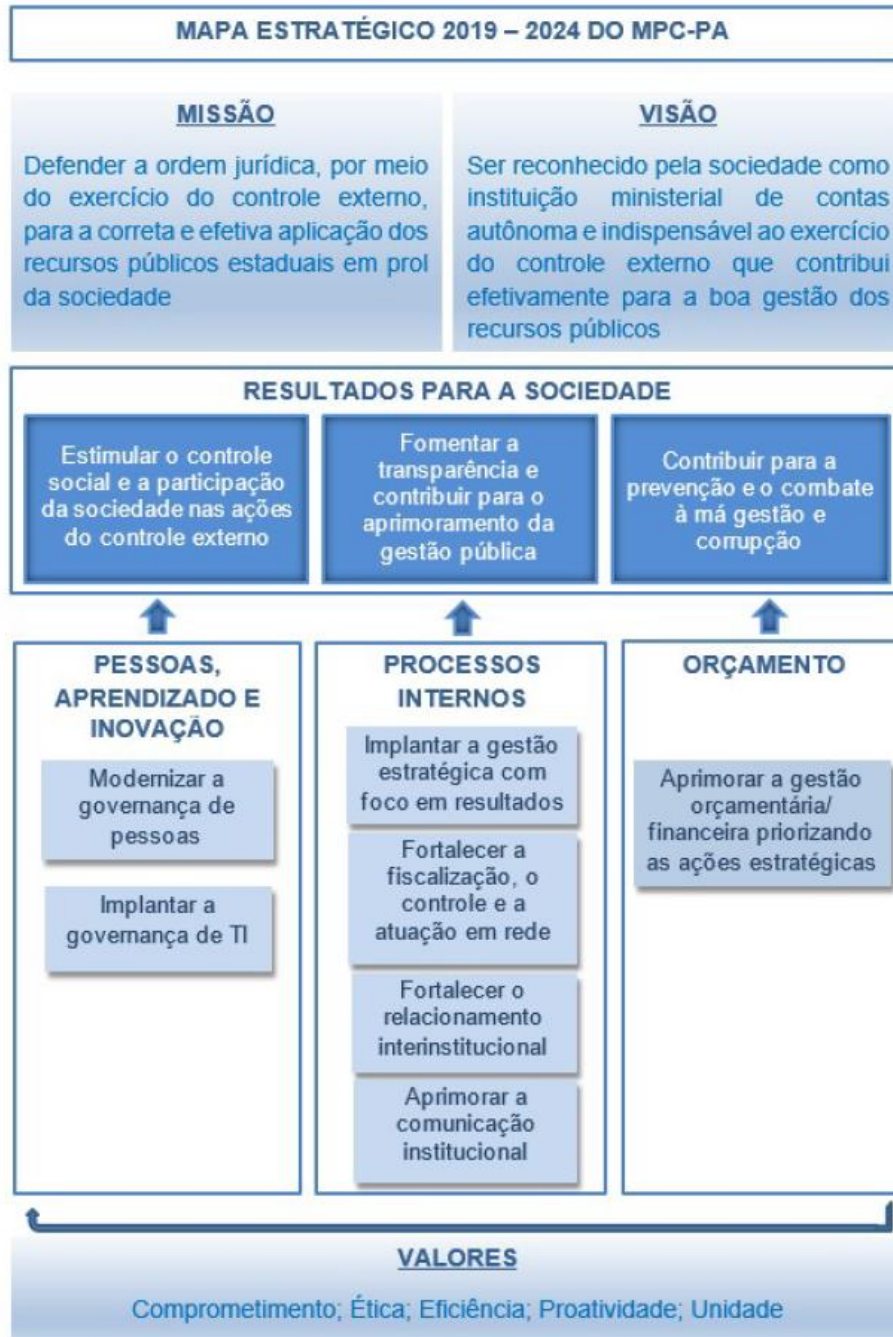 MAPA ESTRATÉGICO 2019 – 2024 DO MPC-PA
MISSÃO
Defender a ordem jurídica, por meio
do exercício do controle externo,
para a correta e efetiva aplicação dos
recursos públicos estaduais em prol
da sociedade
VISÃO
Ser reconhecido pela sociedade como
instituição ministerial de contas
autônoma e indispensável ao exercício
do controle externo que contribui
efetivamente para a boa gestão dos
recursos públicos
RESULTADOS PARA A SOCIEDADE
Estimular o controle
social e a participação
da sociedade nas ações
do controle externo
Fomentar a
transparência e
contribuir para o
aprimoramento da
gestão pública
Contribuir para a
prevenção e o combate
à má gestão e
corrupção
PESSOAS,
APRENDIZADO E
INOVAÇÃO
Modernizar a
governança de
pessoas
Implantar a
governança de TI
PROCESSOS
INTERNOS
Implantar a gestão
estratégica com
foco em resultados
Fortalecer a
fiscalização, o
controle e a
atuação em rede
Fortalecer o
relacionamento
interinstitucional
Aprimorar a
comunicação
institucional
ORÇAMENTO
Aprimorar a gestão
orçamentária/
financeira priorizando
as ações estratégicas
VALORES
Comprometimento; Ética; Eficiência; Proatividade; Unidade